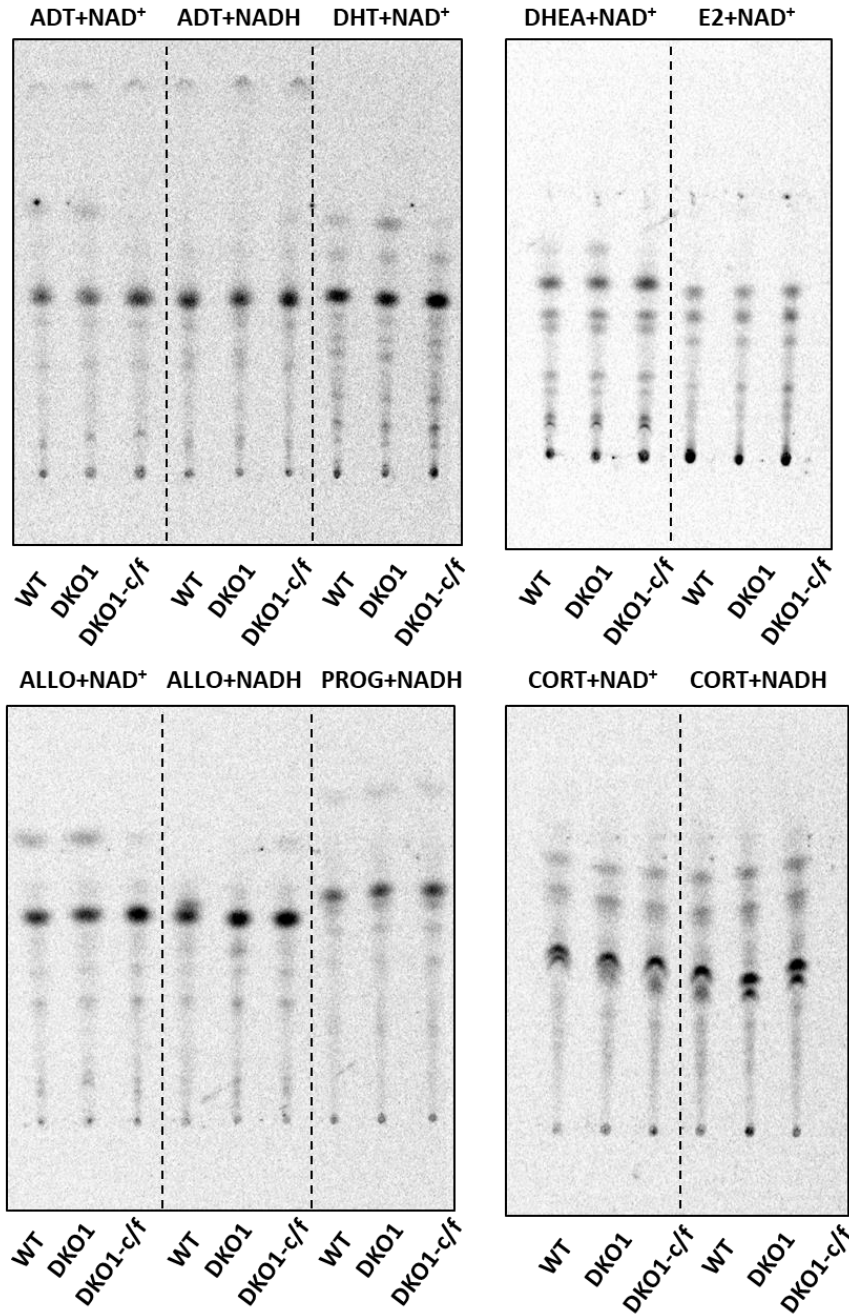 ADT+NAD⁺ ADT+NADH DHT+NAD⁺
WT DKO1 DKO1-c/f WT DKO1 DKO1-c/f WT DKO1 DKO1-c/f
DHEA+NAD⁺ E2+NAD⁺
WT DKO1 DKO1-c/f WT DKO1 DKO1-c/f
ALLO+NAD⁺ ALLO+NADH PROG+NADH
WT DKO1 DKO1-c/f WT DKO1 DKO1-c/f WT DKO1 DKO1-c/f
CORT+NAD⁺ CORT+NADH
WT DKO1 DKO1-c/f WT DKO1 DKO1-c/f